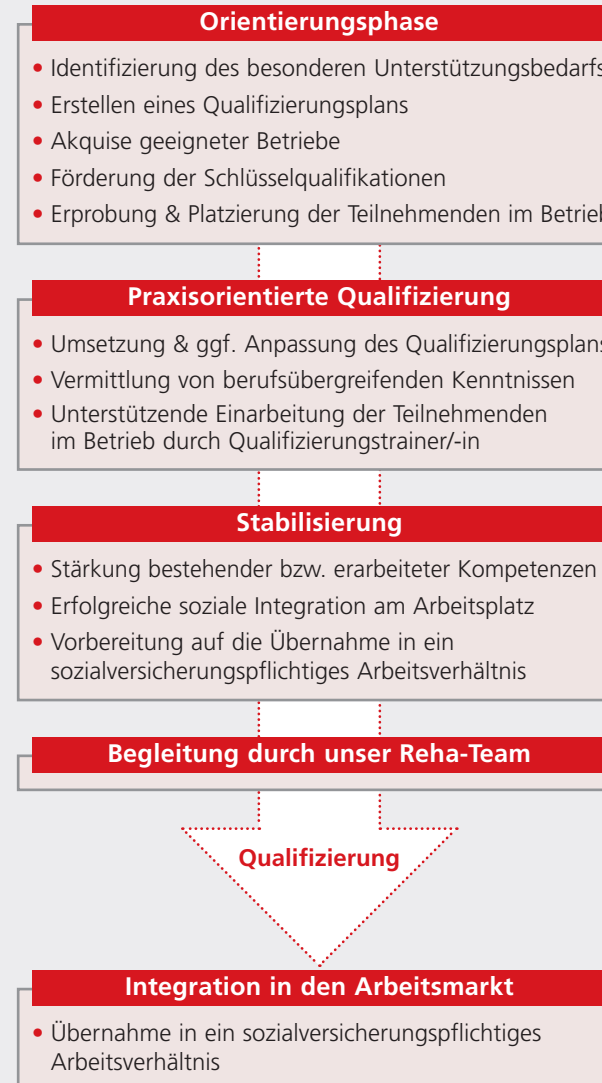 Orientierungsphase
• Identifizierung des besonderen Unterstützungsbedarfs
• Erstellen eines Qualifizierungsplans
• Akquise geeigneter Betriebe
• Förderung der Schlüsselqualifikationen
• Erprobung & Platzierung der Teilnehmenden im Betrieb
Praxisorientierte Qualifizierung
• Umsetzung & ggf. Anpassung des Qualifizierungsplans
• Vermittlung von berufsübergreifenden Kenntnissen
• Unterstützende Einarbeitung der Teilnehmenden
im Betrieb durch Qualifizierungstrainer/-in
Stabilisierung
• Stärkung bestehender bzw. erarbeiteter Kompetenzen
• Erfolgreiche soziale Integration am Arbeitsplatz
• Vorbereitung auf die Übernahme in ein
sozialversicherungspflichtiges Arbeitsverhältnis
Begleitung durch unser Reha-Team
Qualifizierung
Integration in den Arbeitsmarkt
• Übernahme in ein sozialversicherungspflichtiges
Arbeitsverhältnis